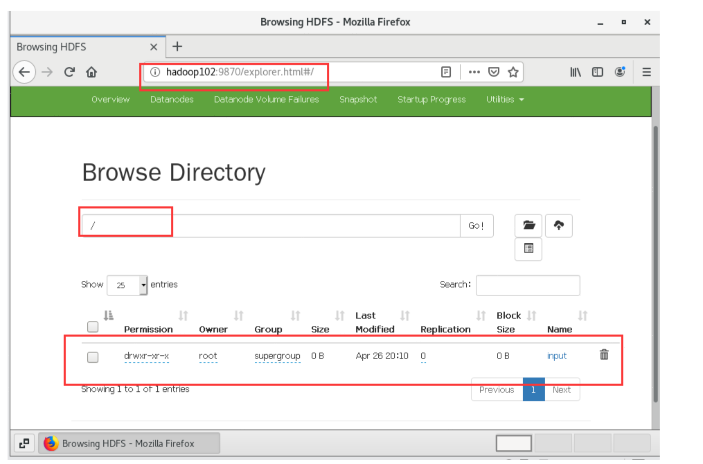 Browsing HDFS - Mozilla Firefox
Browsing HDFS
hadoop102:9870/explorer.html#/
Overview Datanodes Datanode Volume Failures Snapshot Startup Progress Utilities
Browse Directory
/ Go!
Show 25 entries Search:
Permission Owner Group Size Last Modified Replication Block Size Name
drwxr-xr-x root supergroup 0 B Apr 26 20:10 0 0 B input
Showing 1 to 1 of 1 entries Previous 1 Next
Browsing HDFS - Mozilla Firefox